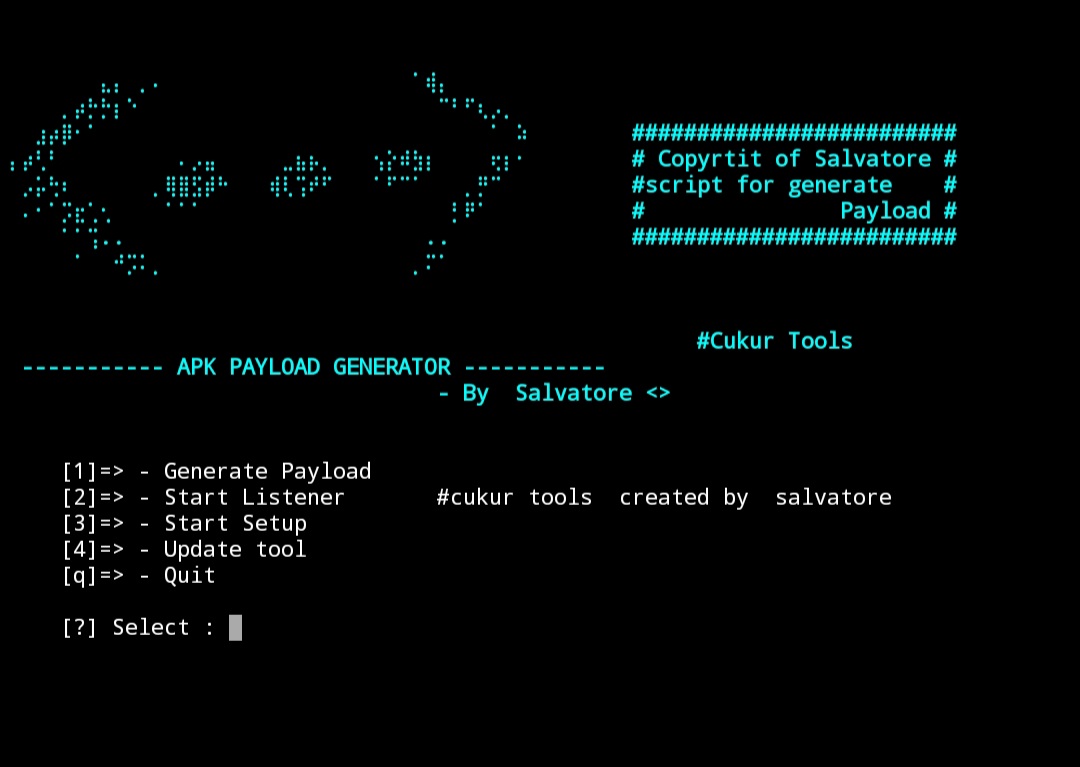 #########################
# Copyrtit of Salvatore #
#script for generate    #
#               Payload #
#########################
#Cukur Tools
----------- APK PAYLOAD GENERATOR -----------
- By  Salvatore <>
[1]=> - Generate Payload
[2]=> - Start Listener       #cukur tools  created by  salvatore
[3]=> - Start Setup
[4]=> - Update tool
[q]=> - Quit
[?] Select :